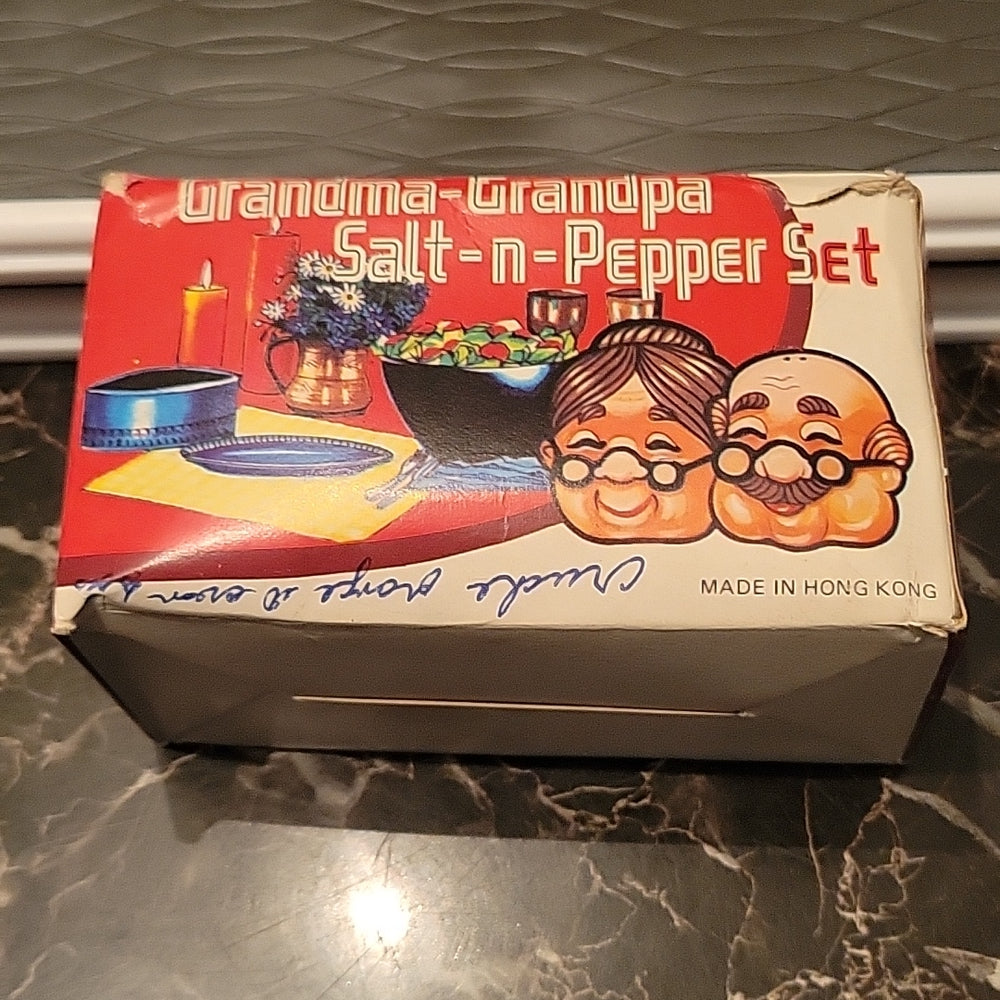 Grandma-Grandpa
Salt-n-Pepper Set
MADE IN HONG KONG